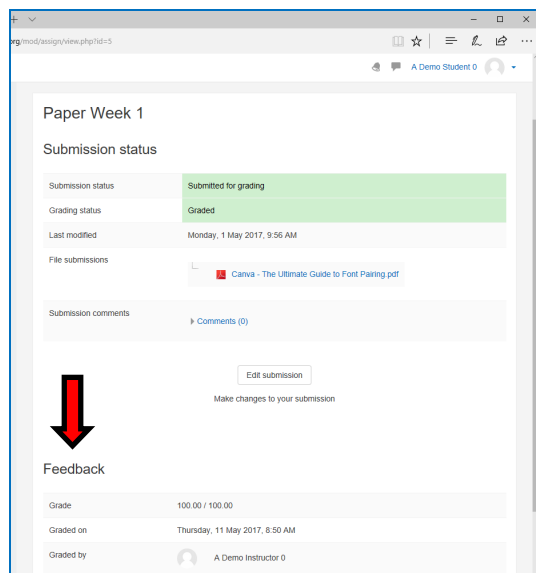 org/mod/assign/view.php?id=5
A Demo Student 0
Paper Week 1
Submission status
Submission status Submitted for grading
Grading status Graded
Last modified Monday, 1 May 2017, 9:56 AM
File submissions
Canva - The Ultimate Guide to Font Pairing.pdf
Submission comments
Comments (0)
Edit submission
Make changes to your submission
Feedback
Grade 100.00 / 100.00
Graded on Thursday, 11 May 2017, 8:50 AM
Graded by A Demo Instructor 0